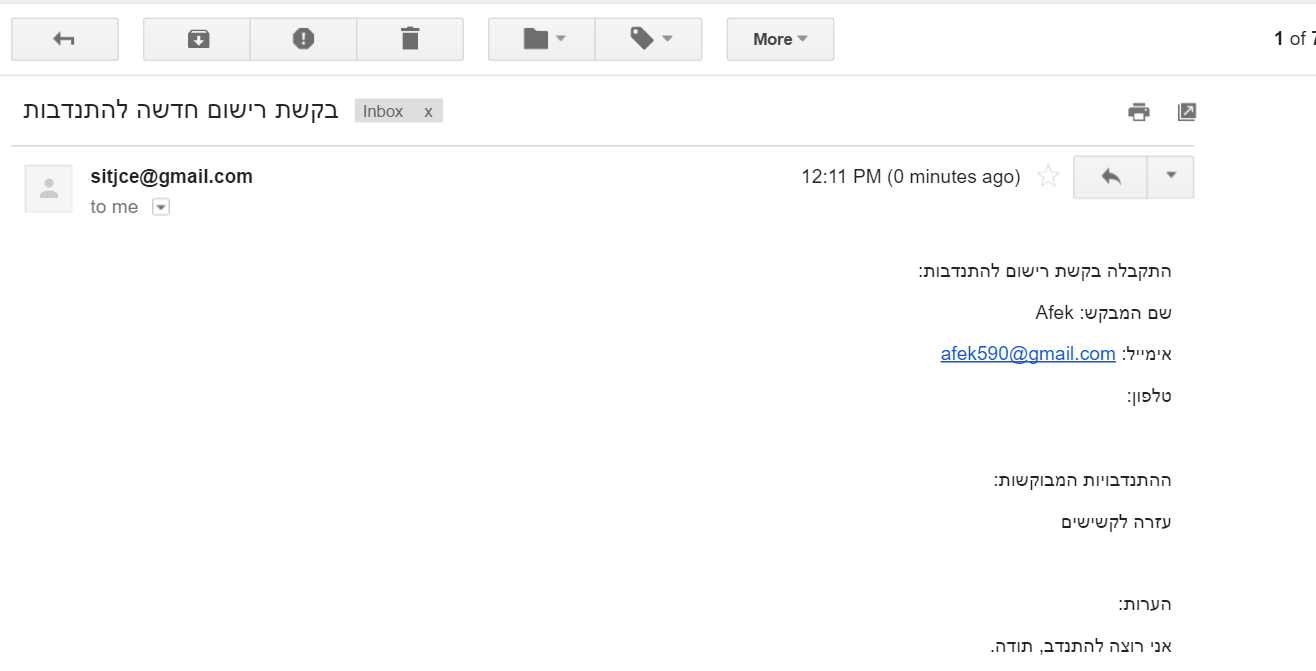 More
1 of 7
בקשת רישום חדשה להתנדבות Inbox x
sitjce@gmail.com 12:11 PM (0 minutes ago)
to me
התקבלה בקשת רישום להתנדבות:
שם המבקש: Afek
אימייל: afek590@gmail.com
טלפון:
ההתנדבויות המבוקשות:
עזרה לקשישים
הערות:
אני רוצה להתנדב, תודה.